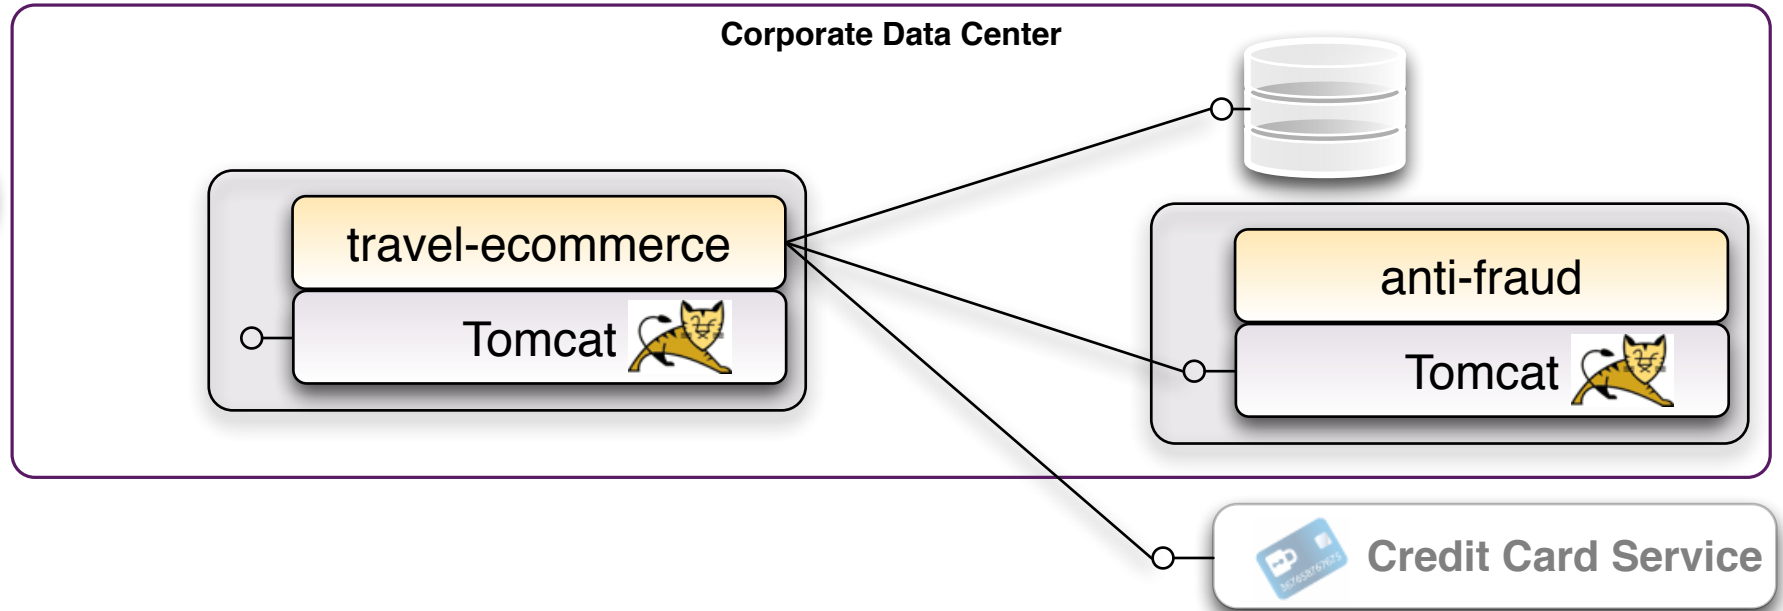 Corporate Data Center
travel-ecommerce
Tomcat
anti-fraud
Tomcat
Credit Card Service